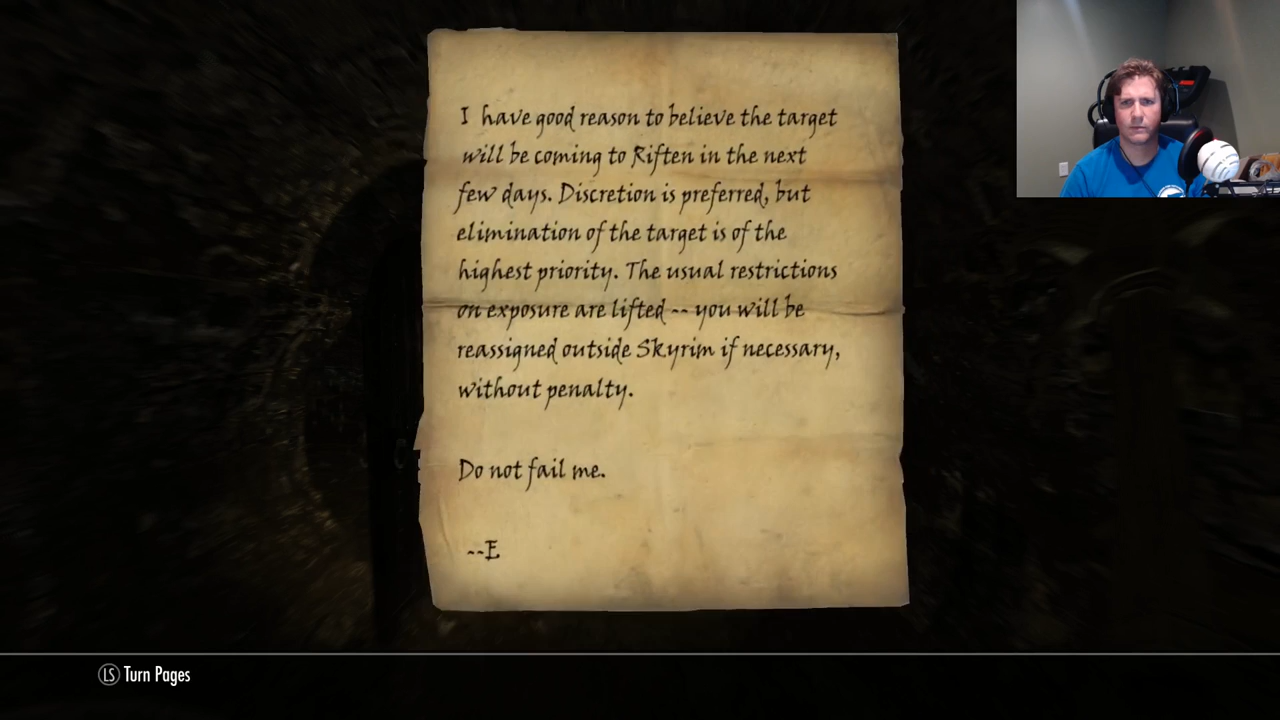 I have good reason to believe the target
will be coming to Riften in the next
few days. Discretion is preferred, but
elimination of the target is of the
highest priority. The usual restrictions
on exposure are lifted -- you will be
reassigned outside Skyrim if necessary,
without penalty.
Do not fail me.
--E
LS Turn Pages